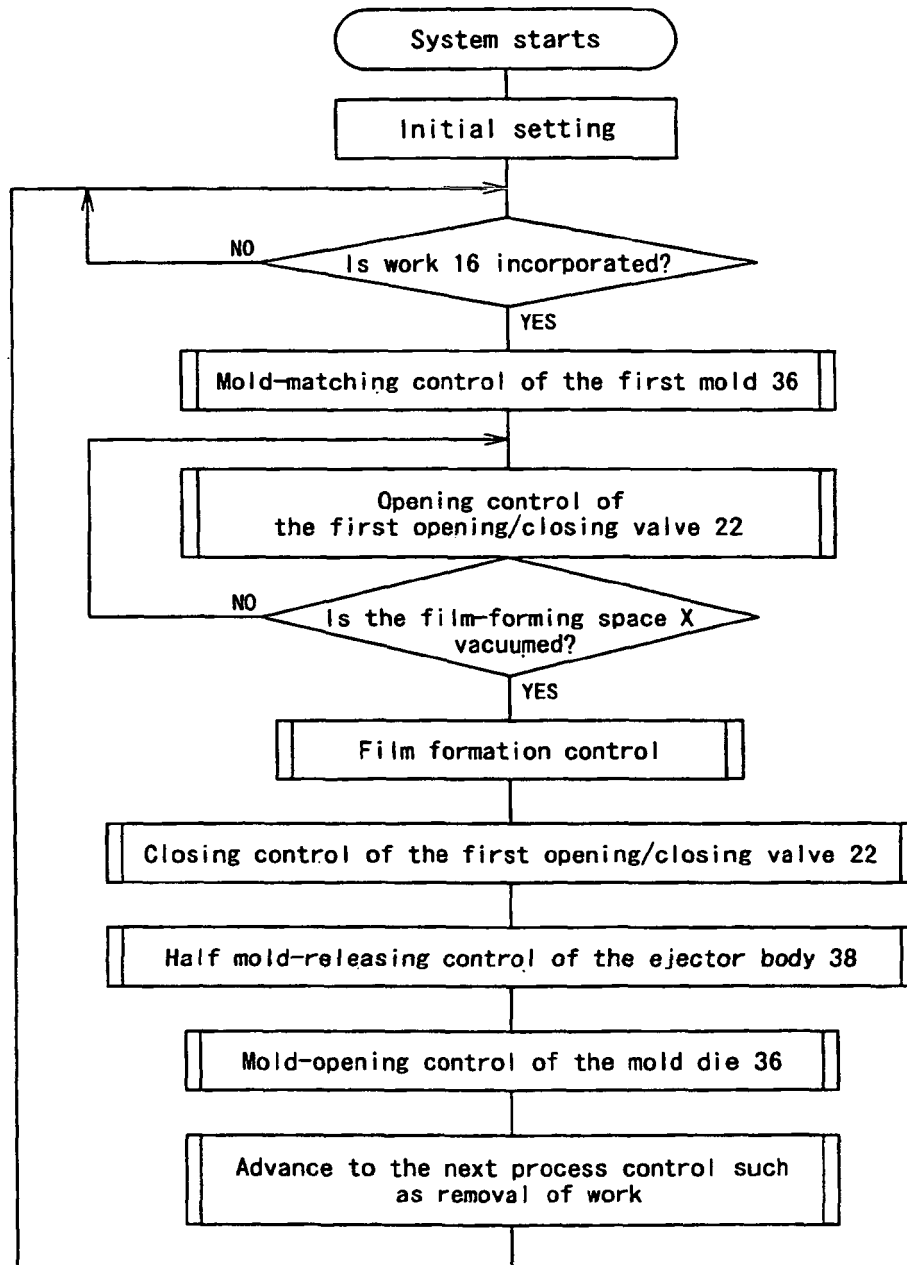 System starts
Initial setting
NO
Is work 16 incorporated?
YES
Mold-matching control of the first mold 36
Opening control of
the first opening/closing valve 22
NO
Is the film-forming space X
vacuumed?
YES
Film formation control
Closing control of the first opening/closing valve 22
Half mold-releasing control of the ejector body 38
Mold-opening control of the mold die 36
Advance to the next process control such
as removal of work